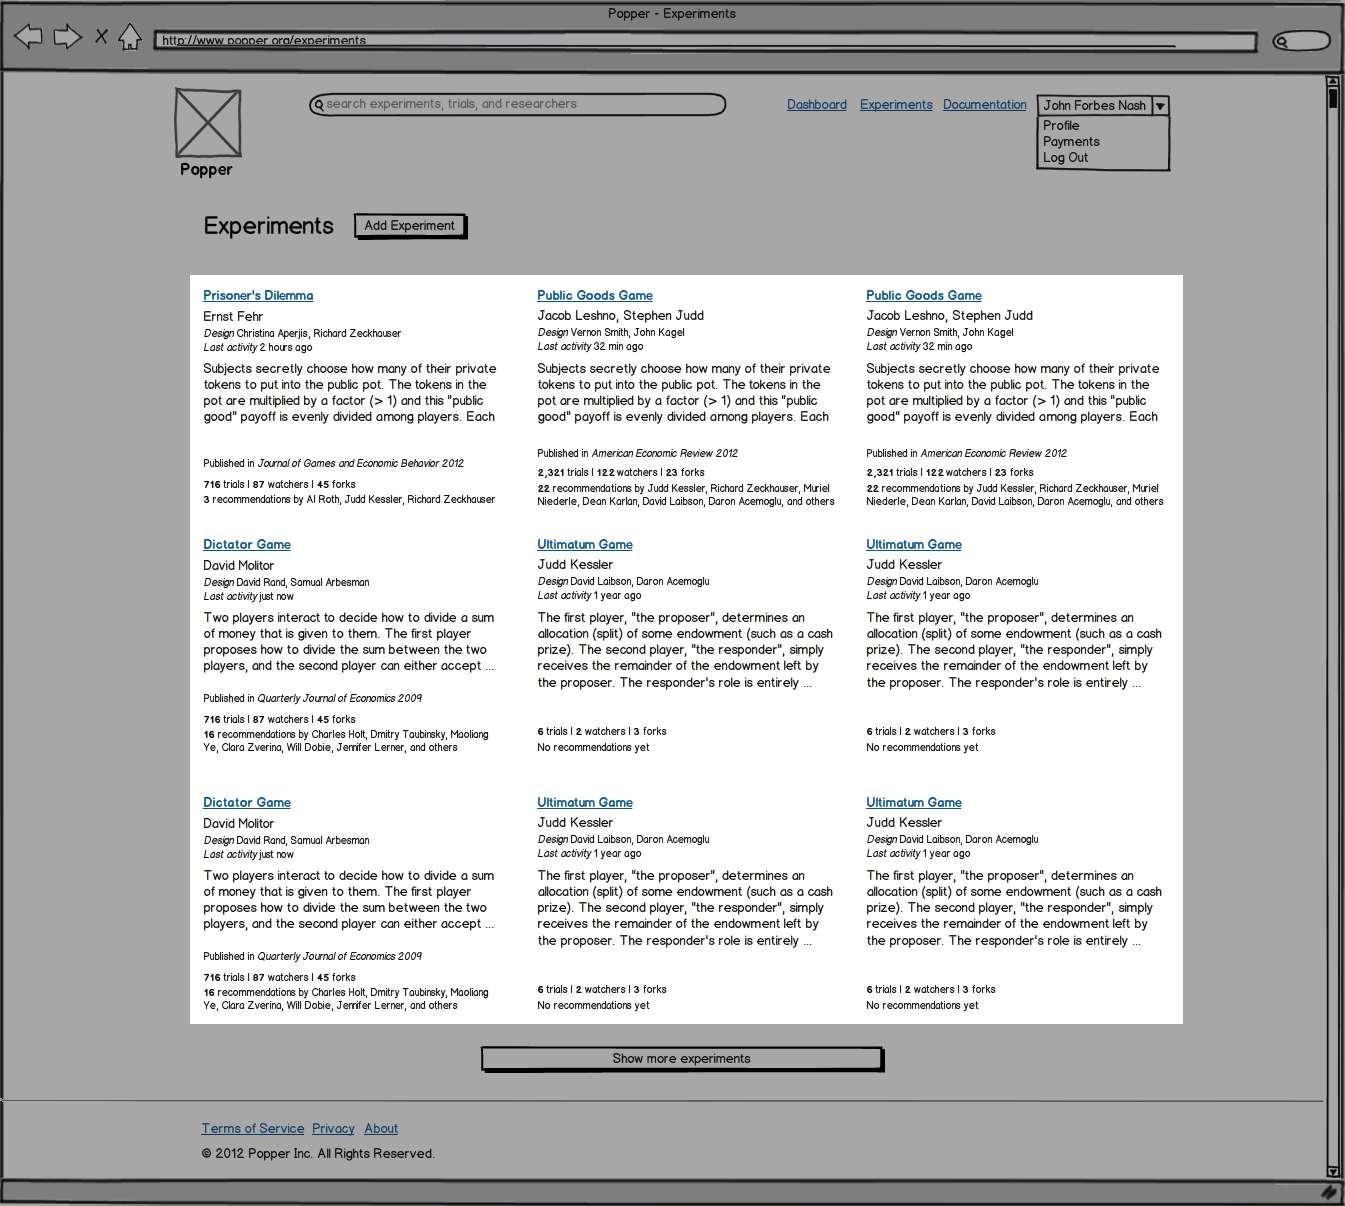 Popper - Experiments
http://www.popper.org/experiments
search experiments, trials, and researchers
Dashboard Experiments Documentation John Forbes Nash
Profile
Payments
Log Out
Popper
Experiments Add Experiment
Prisoner's Dilemma
Ernst Fehr
Design Christina Aperjis, Richard Zeckhauser
Last activity 2 hours ago
Subjects secretly choose how many of their private
tokens to put into the public pot. The tokens in the
pot are multiplied by a factor (> 1) and this "public
good" payoff is evenly divided among players. Each
Published in Journal of Games and Economic Behavior 2012
716 trials | 87 watchers | 45 forks
3 recommendations by Al Roth, Judd Kessler, Richard Zeckhauser
Public Goods Game
Jacob Leshno, Stephen Judd
Design Vernon Smith, John Kagel
Last activity 32 min ago
Subjects secretly choose how many of their private
tokens to put into the public pot. The tokens in the
pot are multiplied by a factor (> 1) and this "public
good" payoff is evenly divided among players. Each
Published in American Economic Review 2012
2,321 trials | 122 watchers | 23 forks
22 recommendations by Judd Kessler, Richard Zeckhauser, Muriel
Niederle, Dean Karlan, David Laibson, Daron Acemoglu, and others
Public Goods Game
Jacob Leshno, Stephen Judd
Design Vernon Smith, John Kagel
Last activity 32 min ago
Subjects secretly choose how many of their private
tokens to put into the public pot. The tokens in the
pot are multiplied by a factor (> 1) and this "public
good" payoff is evenly divided among players. Each
Published in American Economic Review 2012
2,321 trials | 122 watchers | 23 forks
22 recommendations by Judd Kessler, Richard Zeckhauser, Muriel
Niederle, Dean Karlan, David Laibson, Daron Acemoglu, and others
Dictator Game
David Molitor
Design David Rand, Samual Arbesman
Last activity just now
Two players interact to decide how to divide a sum
of money that is given to them. The first player
proposes how to divide the sum between the two
players, and the second player can either accept ...
Published in Quarterly Journal of Economics 2009
716 trials | 87 watchers | 45 forks
16 recommendations by Charles Holt, Dmitry Taubinsky, Maoliang
Ye, Clara Zverina, Will Dobie, Jennifer Lerner, and others
Ultimatum Game
Judd Kessler
Design David Laibson, Daron Acemoglu
Last activity 1 year ago
The first player, "the proposer", determines an
allocation (split) of some endowment (such as a cash
prize). The second player, "the responder", simply
receives the remainder of the endowment left by
the proposer. The responder's role is entirely ...
6 trials | 2 watchers | 3 forks
No recommendations yet
Ultimatum Game
Judd Kessler
Design David Laibson, Daron Acemoglu
Last activity 1 year ago
The first player, "the proposer", determines an
allocation (split) of some endowment (such as a cash
prize). The second player, "the responder", simply
receives the remainder of the endowment left by
the proposer. The responder's role is entirely ...
6 trials | 2 watchers | 3 forks
No recommendations yet
Dictator Game
David Molitor
Design David Rand, Samual Arbesman
Last activity just now
Two players interact to decide how to divide a sum
of money that is given to them. The first player
proposes how to divide the sum between the two
players, and the second player can either accept ...
Published in Quarterly Journal of Economics 2009
716 trials | 87 watchers | 45 forks
16 recommendations by Charles Holt, Dmitry Taubinsky, Maoliang
Ye, Clara Zverina, Will Dobie, Jennifer Lerner, and others
Ultimatum Game
Judd Kessler
Design David Laibson, Daron Acemoglu
Last activity 1 year ago
The first player, "the proposer", determines an
allocation (split) of some endowment (such as a cash
prize). The second player, "the responder", simply
receives the remainder of the endowment left by
the proposer. The responder's role is entirely ...
6 trials | 2 watchers | 3 forks
No recommendations yet
Ultimatum Game
Judd Kessler
Design David Laibson, Daron Acemoglu
Last activity 1 year ago
The first player, "the proposer", determines an
allocation (split) of some endowment (such as a cash
prize). The second player, "the responder", simply
receives the remainder of the endowment left by
the proposer. The responder's role is entirely ...
6 trials | 2 watchers | 3 forks
No recommendations yet
Show more experiments
Terms of Service Privacy About
© 2012 Popper Inc. All Rights Reserved.